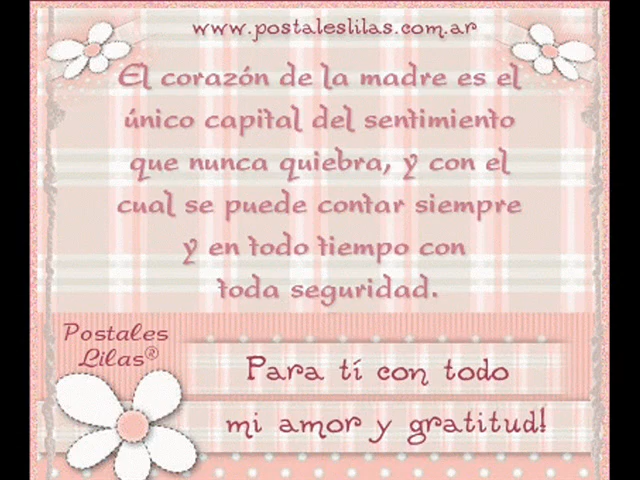 www.postaleslilas.com.ar
El corazón de la madre es el
único capital del sentimiento
que nunca quiebra, y con el
cual se puede contar siempre
y en todo tiempo con
toda seguridad.
Postales
Lilas®
Para tí con todo
mi amor y gratitud!